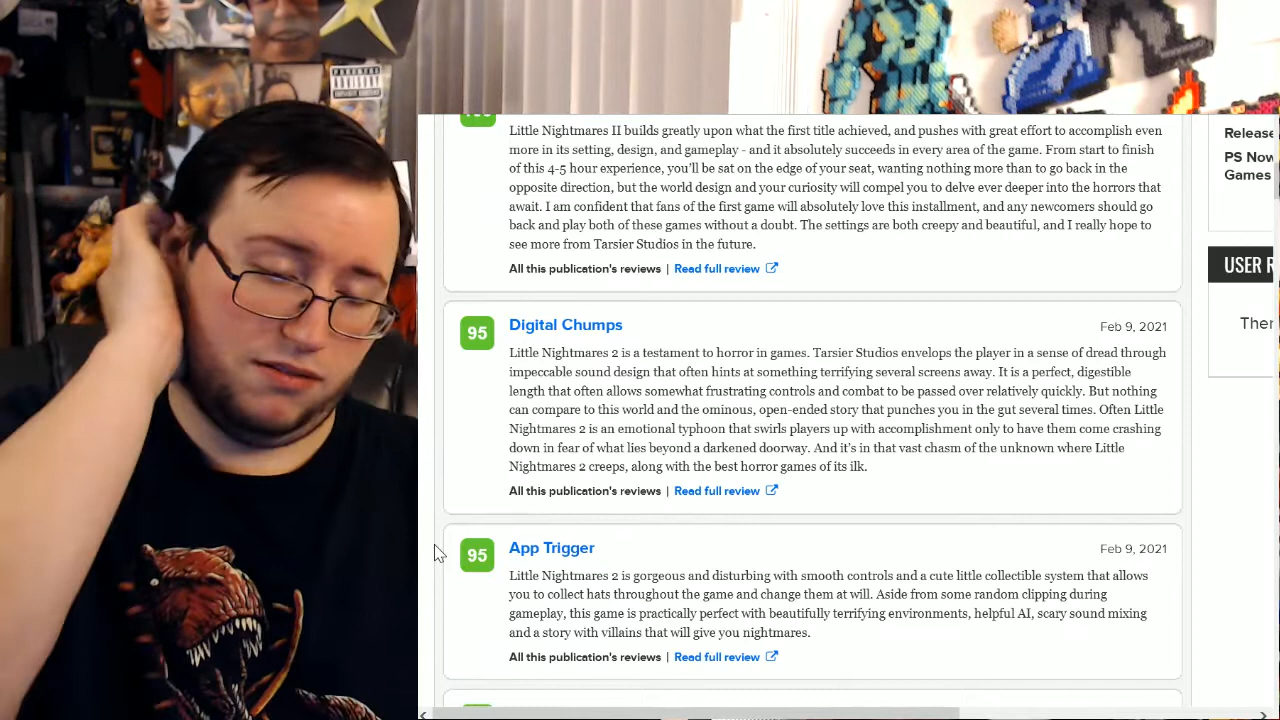 PARENTAL
ADVISORY
EXPLICIT CONTENT
Little Nightmares II builds greatly upon what the first title achieved, and pushes with great effort to accomplish even
more in its setting, design, and gameplay - and it absolutely succeeds in every area of the game. From start to finish
of this 4-5 hour experience, you'll be sat on the edge of your seat, wanting nothing more than to go back in the
opposite direction, but the world design and your curiosity will compel you to delve ever deeper into the horrors that
await. I am confident that fans of the first game will absolutely love this installment, and any newcomers should go
back and play both of these games without a doubt. The settings are both creepy and beautiful, and I really hope to
see more from Tarsier Studios in the future.
All this publication's reviews | Read full review
95
Digital Chumps
Feb 9, 2021
Little Nightmares 2 is a testament to horror in games. Tarsier Studios envelops the player in a sense of dread through
impeccable sound design that often hints at something terrifying several screens away. It is a perfect, digestible
length that often allows somewhat frustrating controls and combat to be passed over relatively quickly. But nothing
can compare to this world and the ominous, open-ended story that punches you in the gut several times. Often Little
Nightmares 2 is an emotional typhoon that swirls players up with accomplishment only to have them come crashing
down in fear of what lies beyond a darkened doorway. And it's in that vast chasm of the unknown where Little
Nightmares 2 creeps, along with the best horror games of its ilk.
All this publication's reviews | Read full review
95
App Trigger
Feb 9, 2021
Little Nightmares 2 is gorgeous and disturbing with smooth controls and a cute little collectible system that allows
you to collect hats throughout the game and change them at will. Aside from some random clipping during
gameplay, this game is practically perfect with beautifully terrifying environments, helpful AI, scary sound mixing
and a story with villains that will give you nightmares.
All this publication's reviews | Read full review
Release
PS Now
Games
USER R
Ther